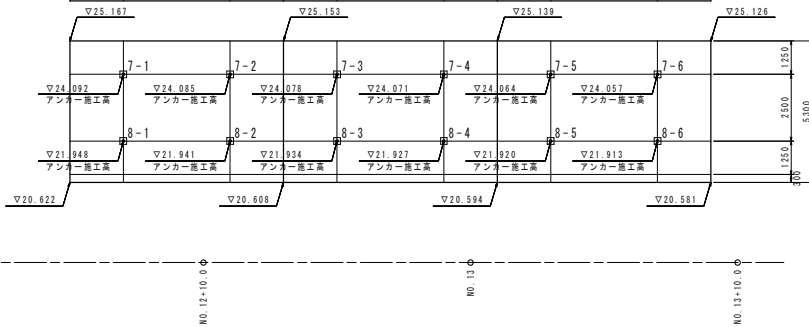 ▽25.167
▽25.153
▽25.139
▽25.126
7-1
7-2
7-3
7-4
7-5
7-6
▽24.092
アンカー施工高
▽24.085
アンカー施工高
▽24.078
アンカー施工高
▽24.071
アンカー施工高
▽24.064
アンカー施工高
▽24.057
アンカー施工高
8-1
8-2
8-3
8-4
8-5
8-6
▽21.948
アンカー施工高
▽21.941
アンカー施工高
▽21.934
アンカー施工高
▽21.927
アンカー施工高
▽21.920
アンカー施工高
▽21.913
アンカー施工高
▽20.622
▽20.608
▽20.594
▽20.581
1250
2500
1250
300
5300
NO.12+10.0
NO.13
NO.13+10.0